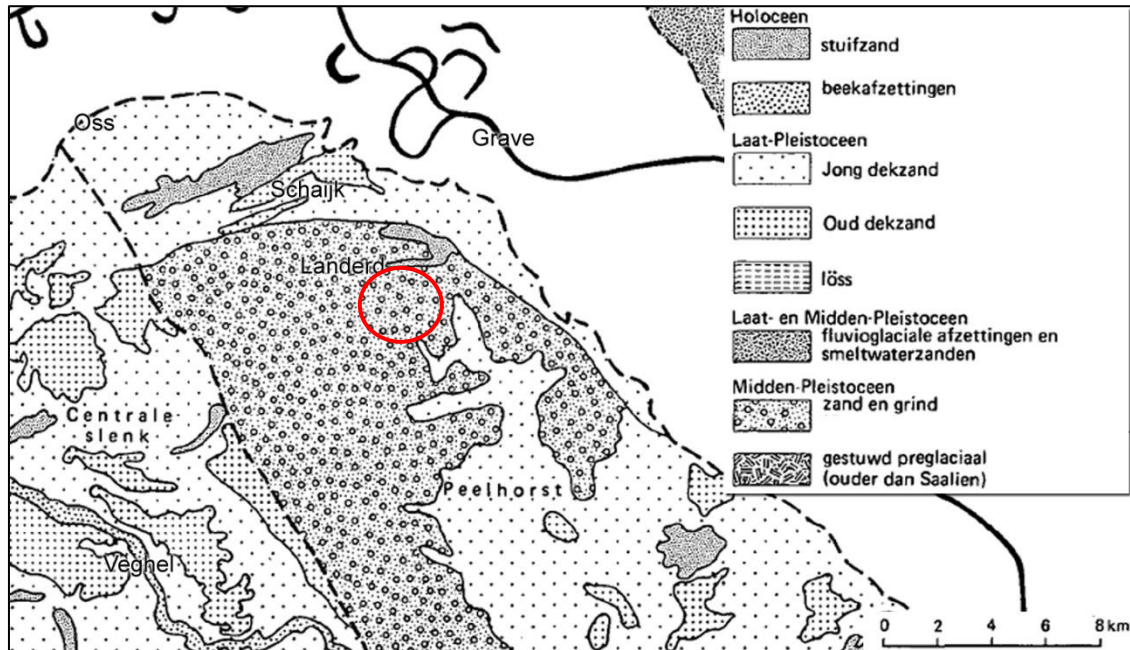 Oss
Grave
Schaijk
Landerd
Centrale
slenk
Peelhorst
Veghel
Holoceen
stuifzand
beekafzettingen
Laat-Pleistoceen
Jong dekzand
Oud dekzand
löss
Laat- en Midden-Pleistoceen
fluvioglaciale afzettingen en
smeltwaterzanden
Midden-Pleistoceen
zand en grind
gestuwd preglaciaal
(ouder dan Saalien)
0 2 4 6 8 km